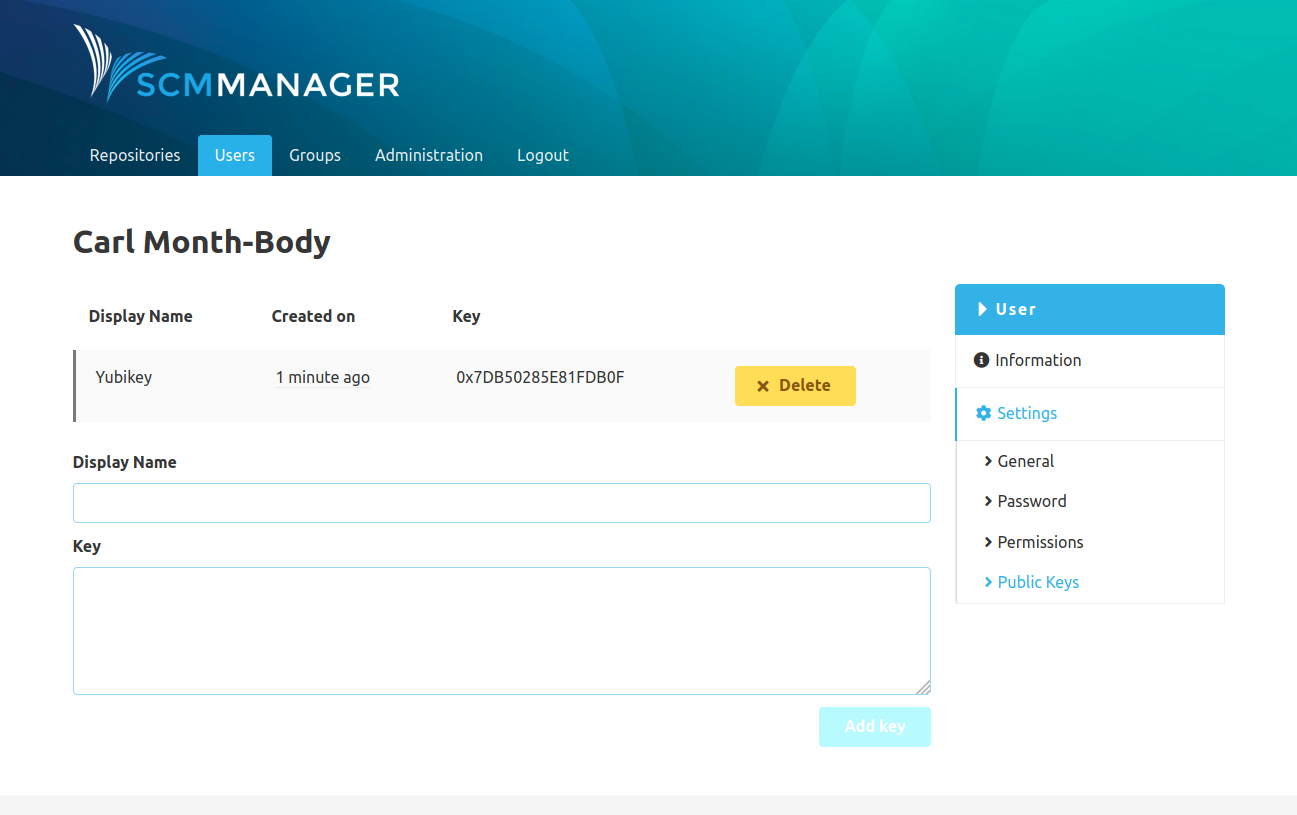 SCMMANAGER
Repositories Users Groups Administration Logout
Carl Month-Body
Display Name Created on Key
Yubikey 1 minute ago 0x7DB50285E81FDB0F Delete
Display Name
Key
Add key
User
Information
Settings
General
Password
Permissions
Public Keys